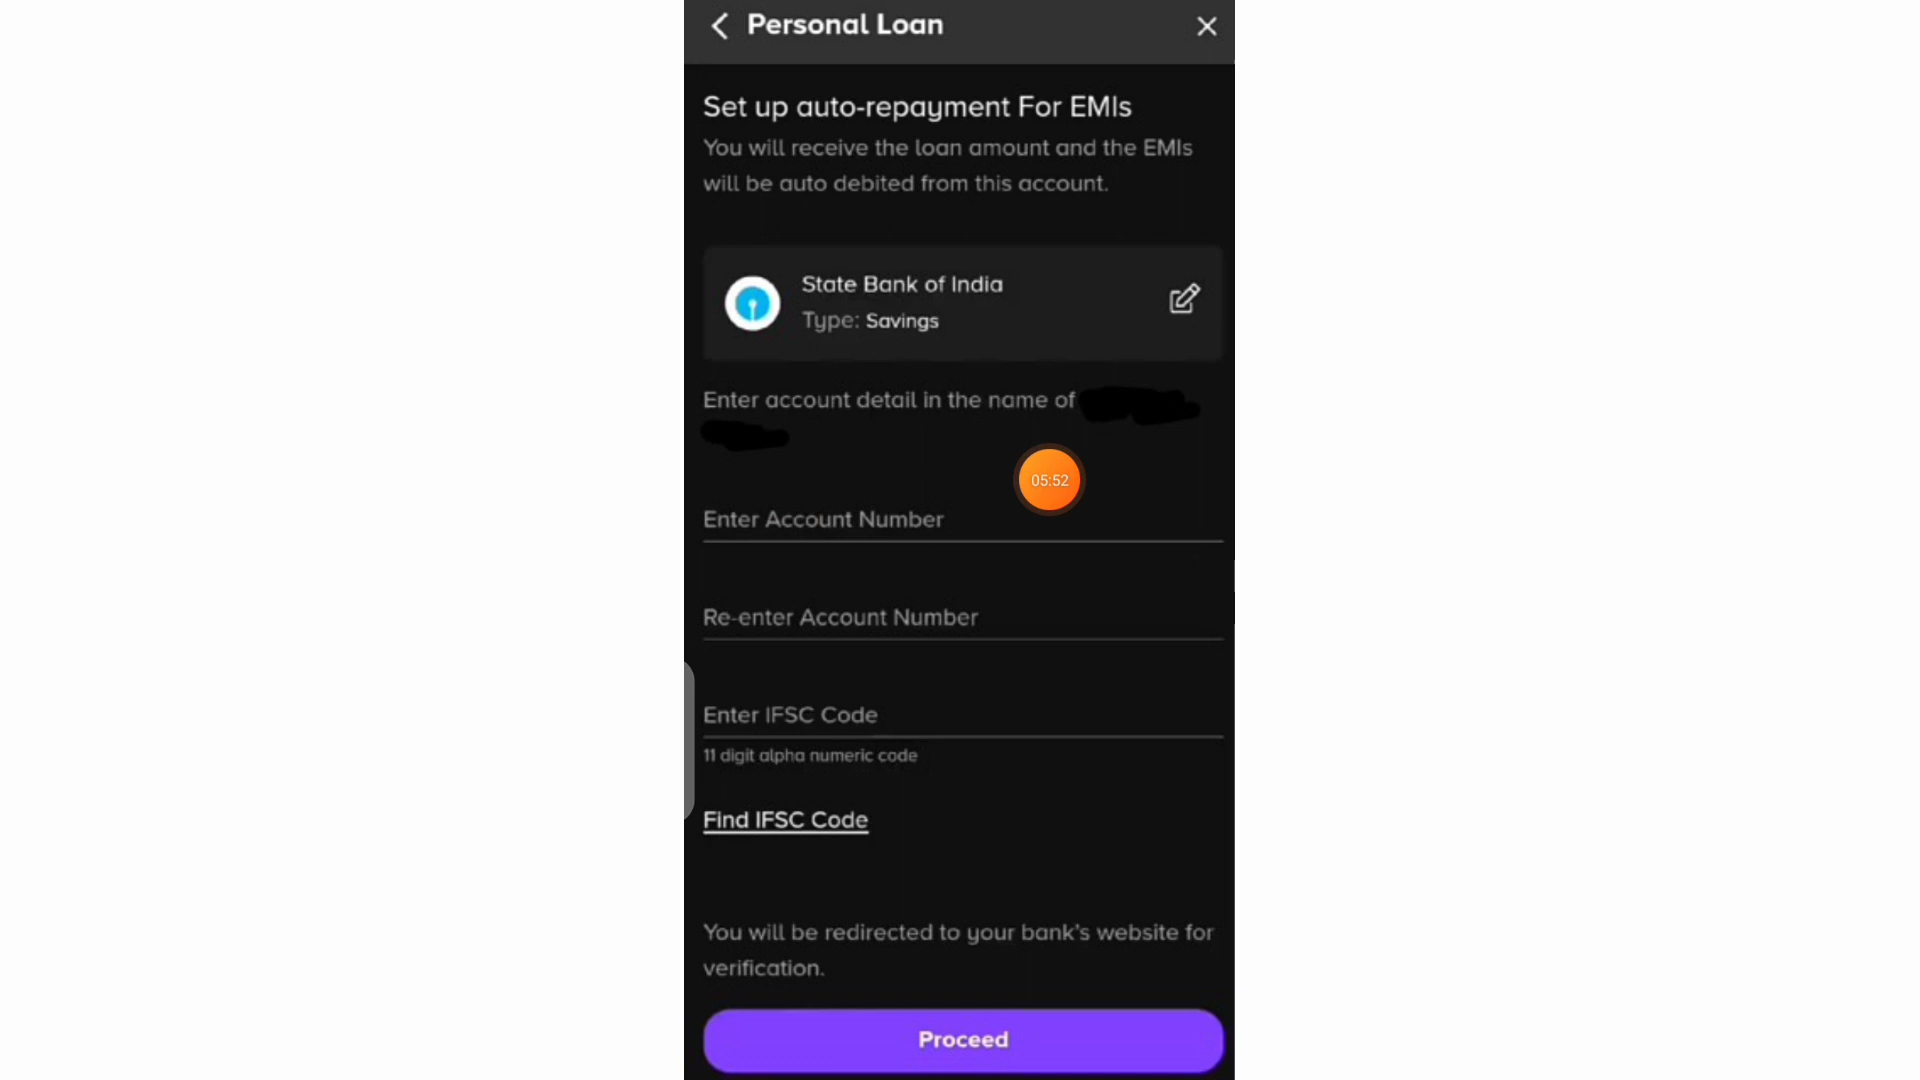 Personal Loan
Set up auto-repayment For EMIs
You will receive the loan amount and the EMIs
will be auto debited from this account.
State Bank of India
Type: Savings
Enter account detail in the name of
05:52
Enter Account Number
Re-enter Account Number
Enter IFSC Code
11 digit alpha numeric code
Find IFSC Code
You will be redirected to your bank's website for
verification.
Proceed